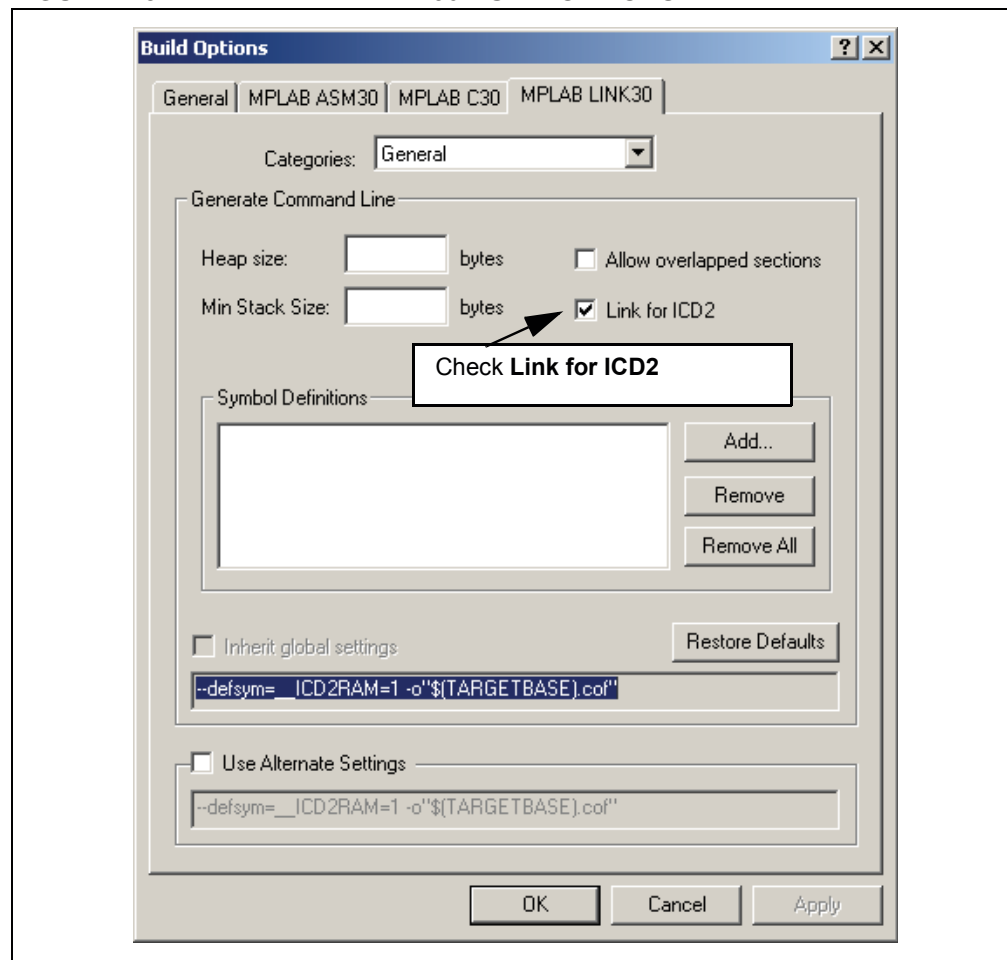 Build Options
General MPLAB ASM30 MPLAB C30 MPLAB LINK30
Categories: General
Generate Command Line
Heap size: bytes Allow overlapped sections
Min Stack Size: bytes Link for ICD2
Check Link for ICD2
Symbol Definitions
Add...
Remove
Remove All
Inherit global settings Restore Defaults
--defsym=__ICD2RAM=1 -o"$(TARGETBASE).cof"
Use Alternate Settings
--defsym=__ICD2RAM=1 -o"$(TARGETBASE).cof"
OK Cancel Apply